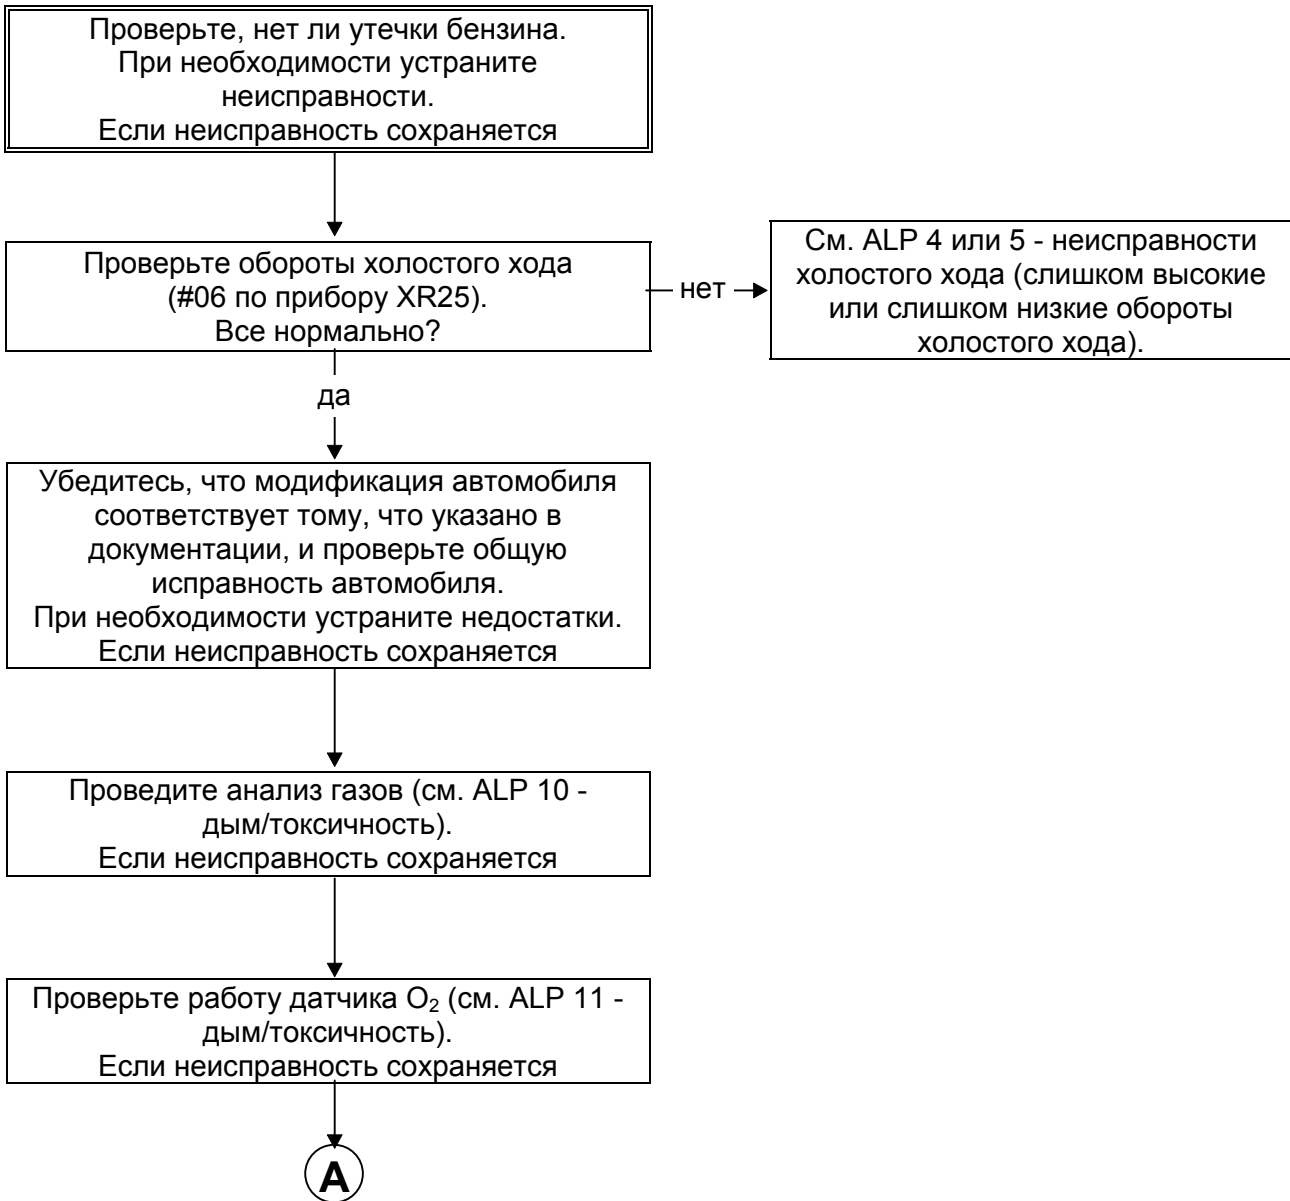 Проверьте, нет ли утечки бензина.
При необходимости устраните
неисправности.
Если неисправность сохраняется
Проверьте обороты холостого хода
(#06 по прибору XR25).
Все нормально?
нет
См. ALP 4 или 5 - неисправности
холостого хода (слишком высокие
или слишком низкие обороты
холостого хода).
да
Убедитесь, что модификация автомобиля
соответствует тому, что указано в
документации, и проверьте общую
исправность автомобиля.
При необходимости устраните недостатки.
Если неисправность сохраняется
Проведите анализ газов (см. ALP 10 -
дым/токсичность).
Если неисправность сохраняется
Проверьте работу датчика O₂ (см. ALP 11 -
дым/токсичность).
Если неисправность сохраняется
A